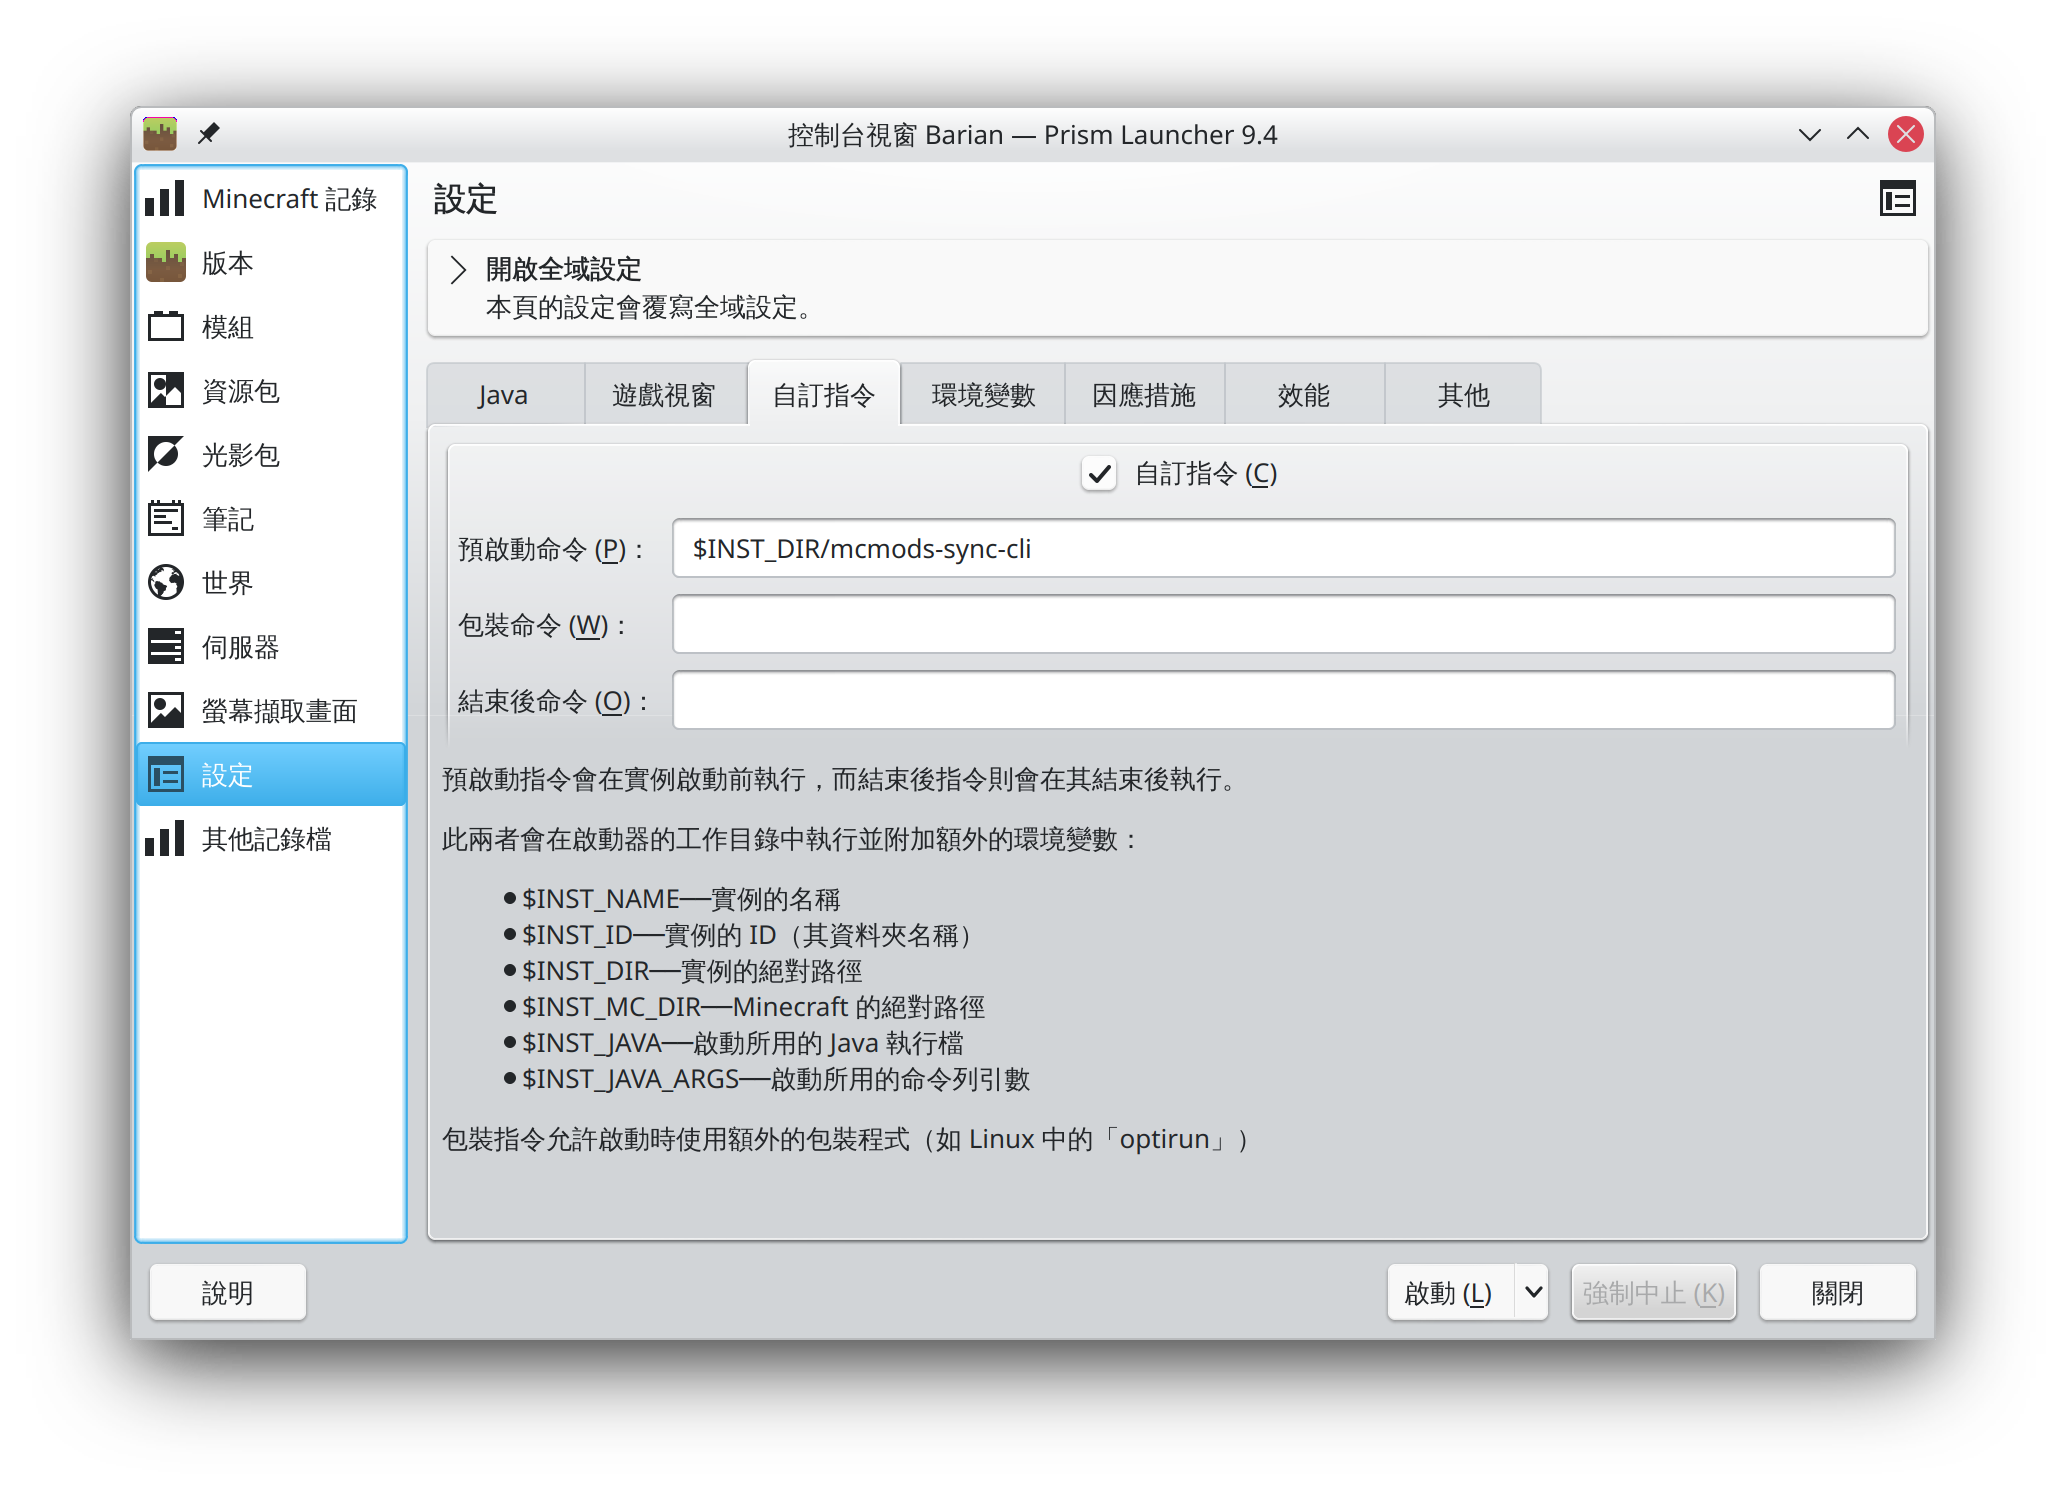 控制台視窗 Barian — Prism Launcher 9.4
Minecraft 記錄
版本
模組
資源包
光影包
筆記
世界
伺服器
螢幕擷取畫面
設定
其他記錄檔
設定
開啟全域設定
本頁的設定會覆寫全域設定。
Java
遊戲視窗
自訂指令
環境變數
因應措施
效能
其他
自訂指令 (C)
預啟動命令 (P)： $INST_DIR/mcmods-sync-cli
包裝命令 (W)：
結束後命令 (O)：
預啟動指令會在實例啟動前執行，而結束後指令則會在其結束後執行。
此兩者會在啟動器的工作目錄中執行並附加額外的環境變數：
● $INST_NAME──實例的名稱
● $INST_ID──實例的 ID（其資料夾名稱）
● $INST_DIR──實例的絕對路徑
● $INST_MC_DIR──Minecraft 的絕對路徑
● $INST_JAVA──啟動所用的 Java 執行檔
● $INST_JAVA_ARGS──啟動所用的命令列引數
包裝指令允許啟動時使用額外的包裝程式（如 Linux 中的「optirun」）
說明
啟動 (L)
強制中止 (K)
關閉